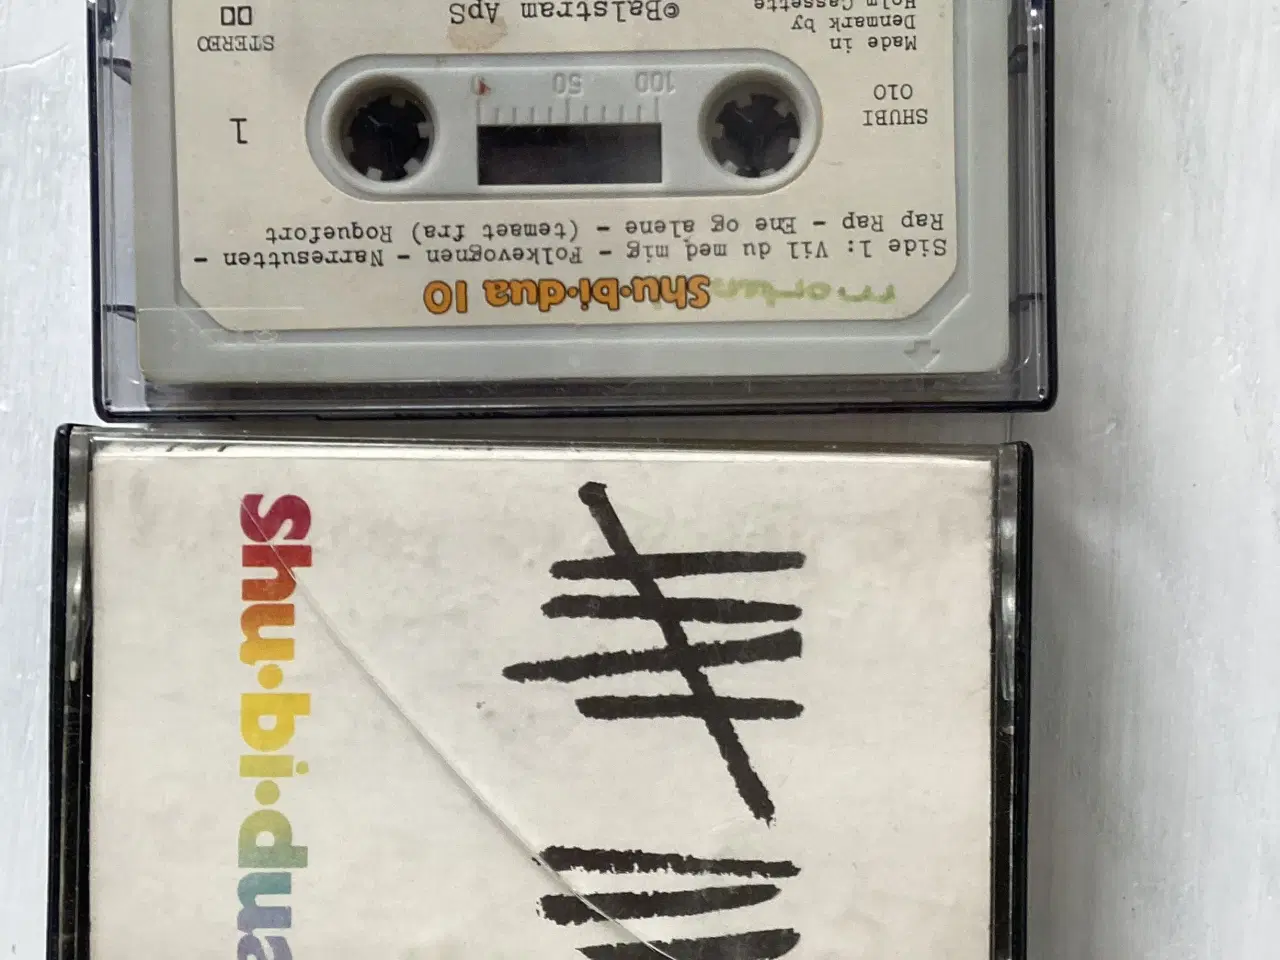 morten Shu·bi·dua 10
Side 1: Vil du med mig - Folkevognen - Narresutten -
Rap Rap - Ene og alene - (temaet fra) Roquefort
SHUBI
010
1
100 50 0
Made in
Denmark by
Holm Cassette
STEREO
©Balstram ApS
shu·bi·dua